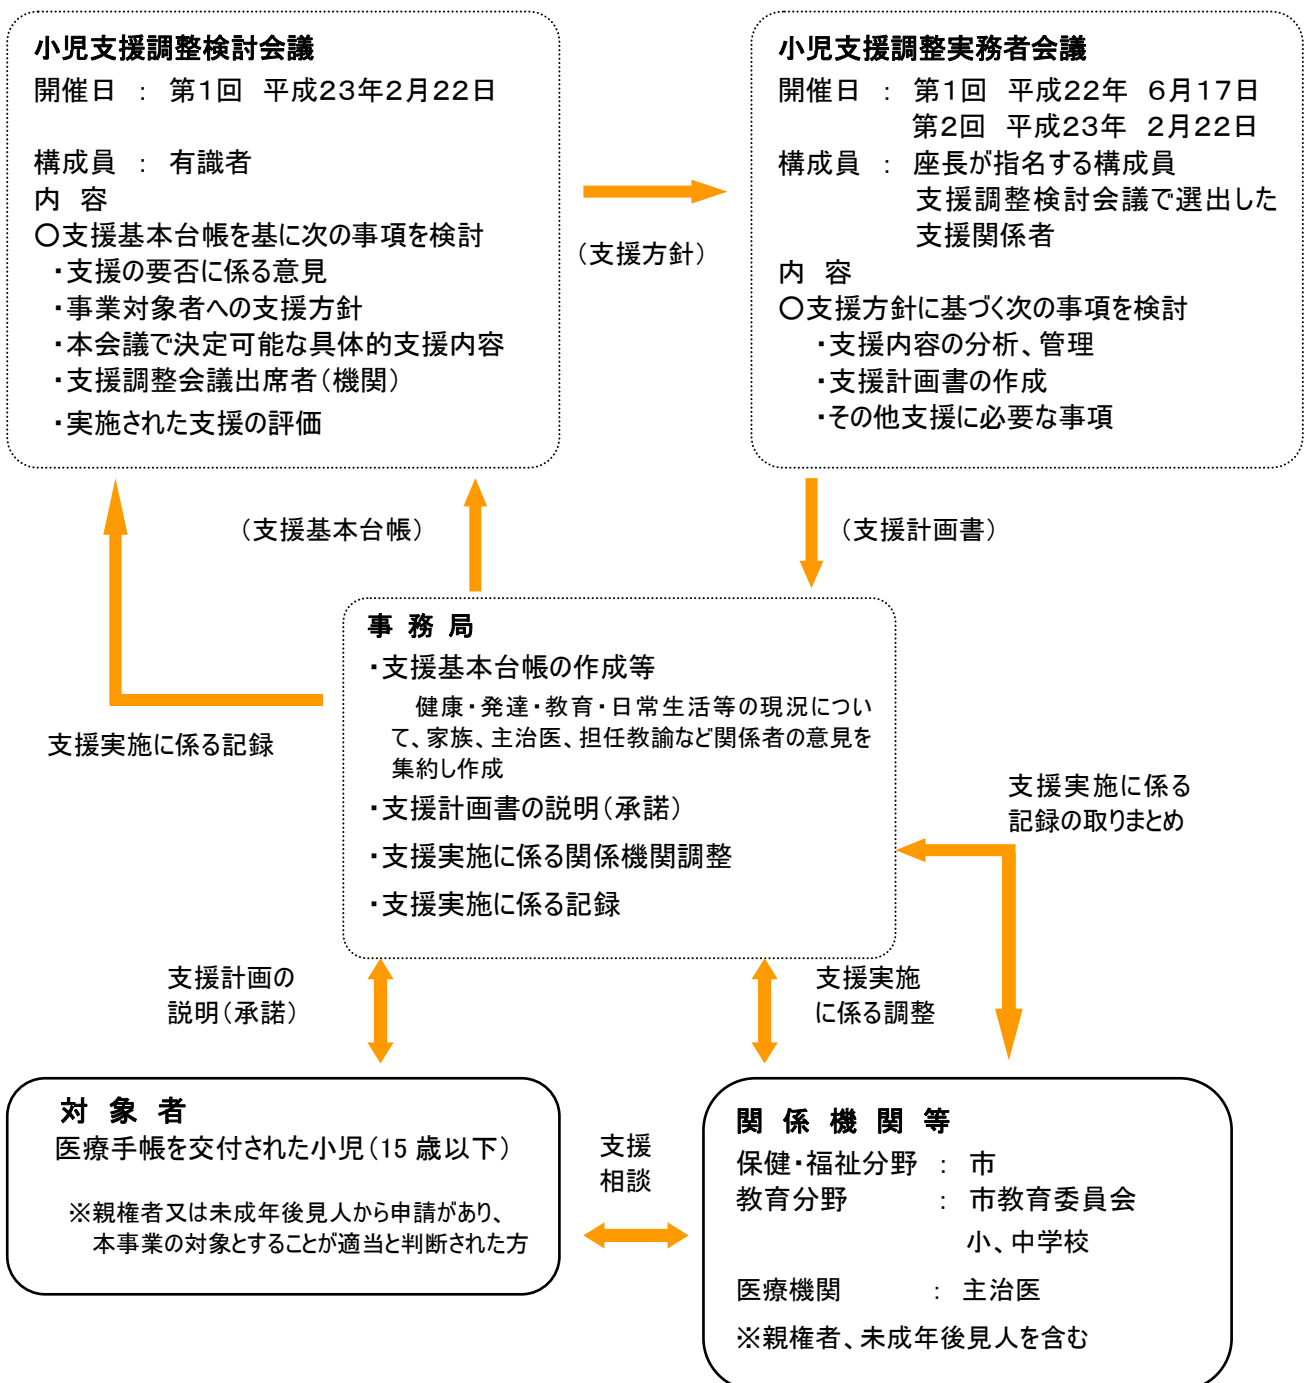 小児支援調整検討会議
開催日 ： 第1回 平成23年2月22日
構成員 ： 有識者
内 容
○支援基本台帳を基に次の事項を検討
・支援の要否に係る意見
・事業対象者への支援方針
・本会議で決定可能な具体的支援内容
・支援調整会議出席者（機関）
・実施された支援の評価
（支援方針）
小児支援調整実務者会議
開催日 ： 第1回 平成22年 6月17日
第2回 平成23年 2月22日
構成員 ： 座長が指名する構成員
支援調整検討会議で選出した
支援関係者
内 容
○支援方針に基づく次の事項を検討
・支援内容の分析、管理
・支援計画書の作成
・その他支援に必要な事項
（支援基本台帳）
（支援計画書）
事 務 局
・支援基本台帳の作成等
健康・発達・教育・日常生活等の現況につい
て、家族、主治医、担任教諭など関係者の意見を
集約し作成
・支援計画書の説明（承諾）
・支援実施に係る関係機関調整
・支援実施に係る記録
支援実施に係る記録
支援実施に係る
記録の取りまとめ
支援計画の
説明（承諾）
支援実施
に係る調整
対 象 者
医療手帳を交付された小児（15 歳以下）
※親権者又は未成年後見人から申請があり、
本事業の対象とすることが適当と判断された方
支援
相談
関 係 機 関 等
保健・福祉分野 ： 市
教育分野 ： 市教育委員会
小、中学校
医療機関 ： 主治医
※親権者、未成年後見人を含む